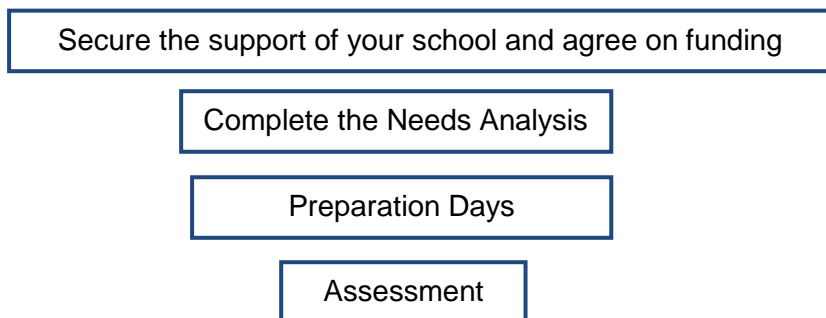 Secure the support of your school and agree on funding
Complete the Needs Analysis
Preparation Days
Assessment